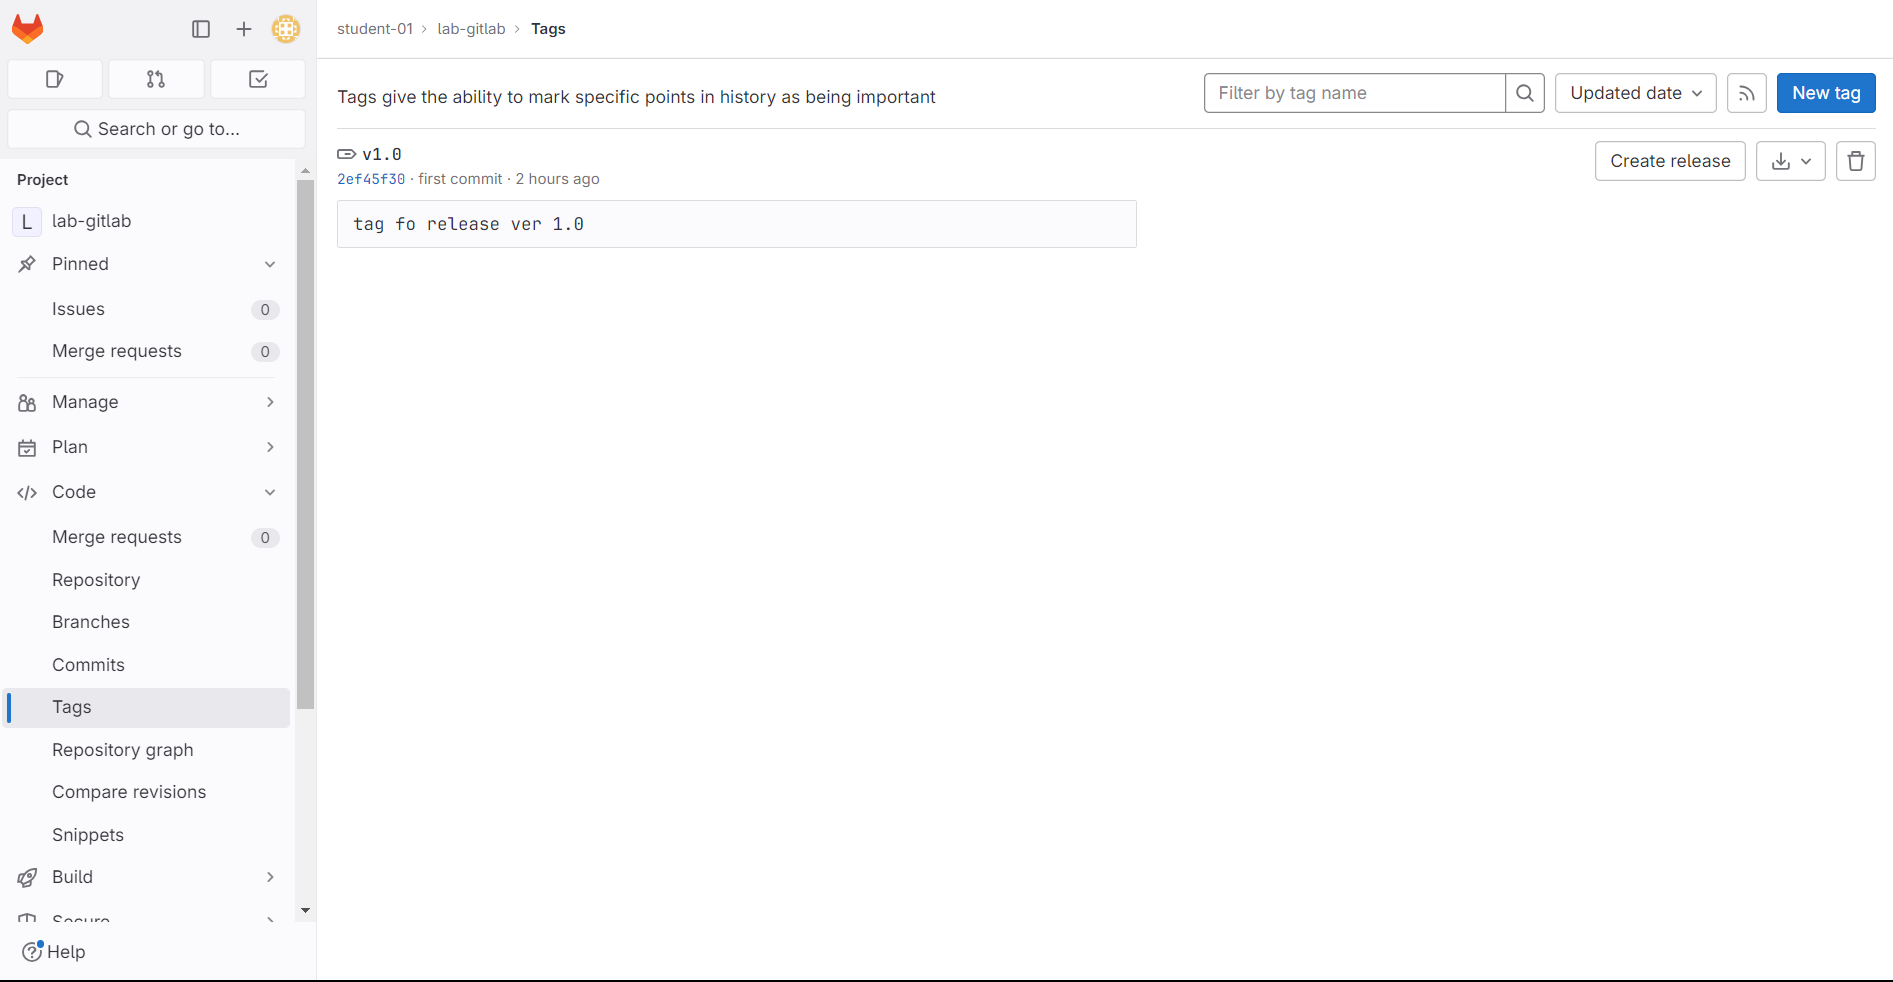 student-01 › lab-gitlab › Tags
Search or go to...
Project
L lab-gitlab
Pinned
Issues 0
Merge requests 0
Manage
Plan
Code
Merge requests 0
Repository
Branches
Commits
Tags
Repository graph
Compare revisions
Snippets
Build
Secure
Help
Tags give the ability to mark specific points in history as being important
Filter by tag name
Updated date
New tag
v1.0
2ef45f30 · first commit · 2 hours ago
Create release
tag fo release ver 1.0